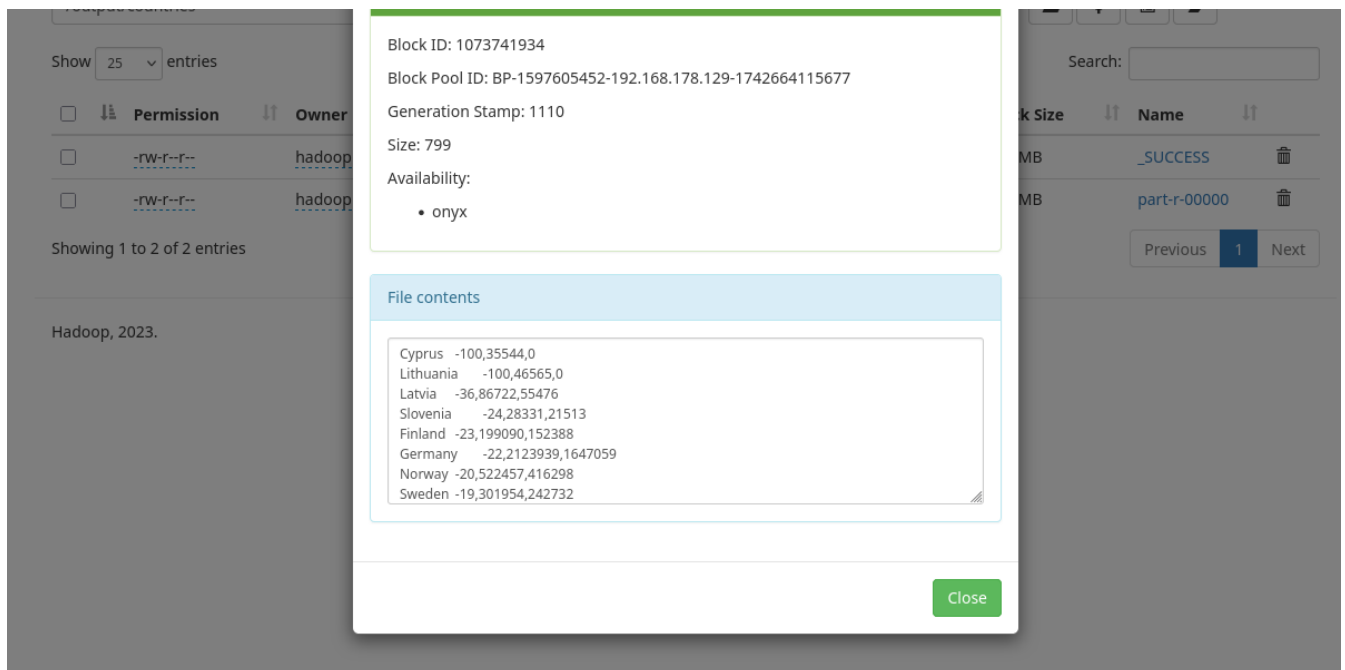 Show 25 entries
Search:
Permission Owner k Size Name
-rw-r--r-- hadoop MB _SUCCESS
-rw-r--r-- hadoop MB part-r-00000
Showing 1 to 2 of 2 entries
Previous 1 Next
Hadoop, 2023.
Block ID: 1073741934
Block Pool ID: BP-1597605452-192.168.178.129-1742664115677
Generation Stamp: 1110
Size: 799
Availability:
• onyx
File contents
Cyprus -100,35544,0
Lithuania -100,46565,0
Latvia -36,86722,55476
Slovenia -24,28331,21513
Finland -23,199090,152388
Germany -22,2123939,1647059
Norway -20,522457,416298
Sweden -19,301954,242732
Close